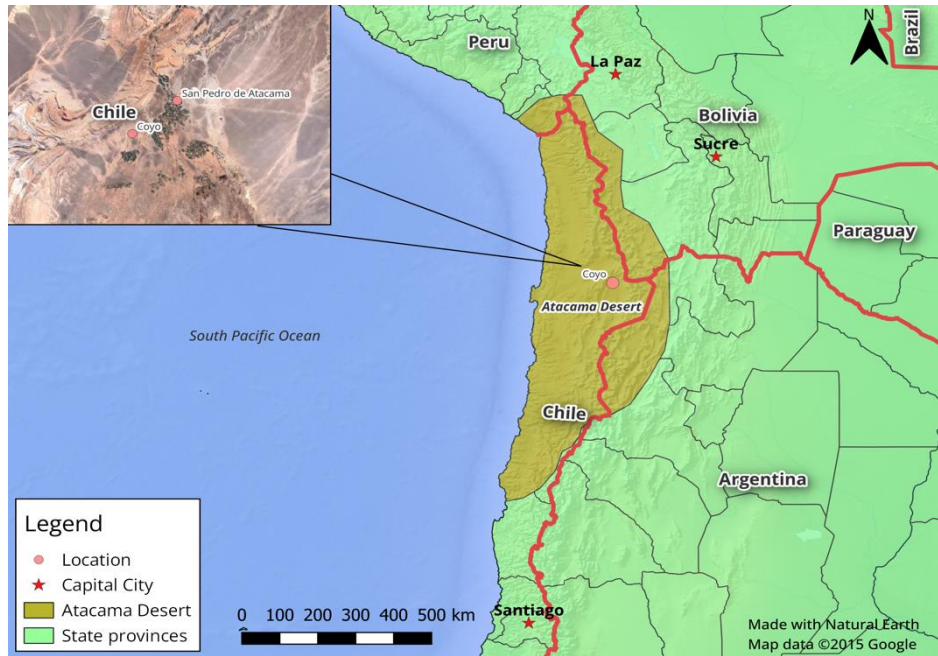 San Pedro de Atacama
Chile
Coyo
Peru
La Paz
N
Brazil
Bolivia
Sucre
Paraguay
Coyo
Atacama Desert
South Pacific Ocean
Chile
Argentina
Santiago
Legend
Location
Capital City
Atacama Desert
State provinces
0 100 200 300 400 500 km
Made with Natural Earth
Map data ©2015 Google